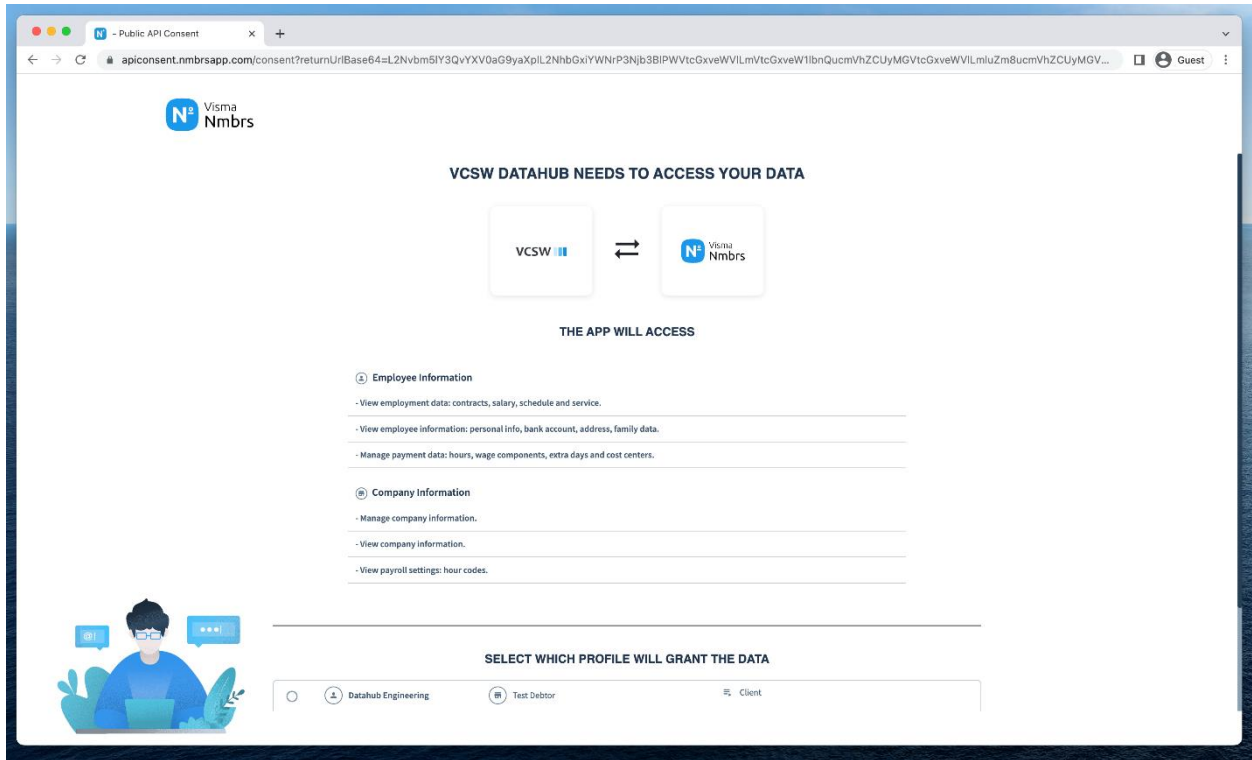 N² - Public API Consent
apiconsent.nmbrsapp.com/consent?returnUrlBase64=
Guest
N² Visma
Nmbrs
VCSW DATAHUB NEEDS TO ACCESS YOUR DATA
VCSW
N² Visma
Nmbrs
THE APP WILL ACCESS
Employee Information
- View employment data: contracts, salary, schedule and service.
- View employee information: personal info, bank account, address, family data.
- Manage payment data: hours, wage components, extra days and cost centers.
Company Information
- Manage company information.
- View company information.
- View payroll settings: hour codes.
@!
SELECT WHICH PROFILE WILL GRANT THE DATA
Datahub Engineering Test Debtor Client